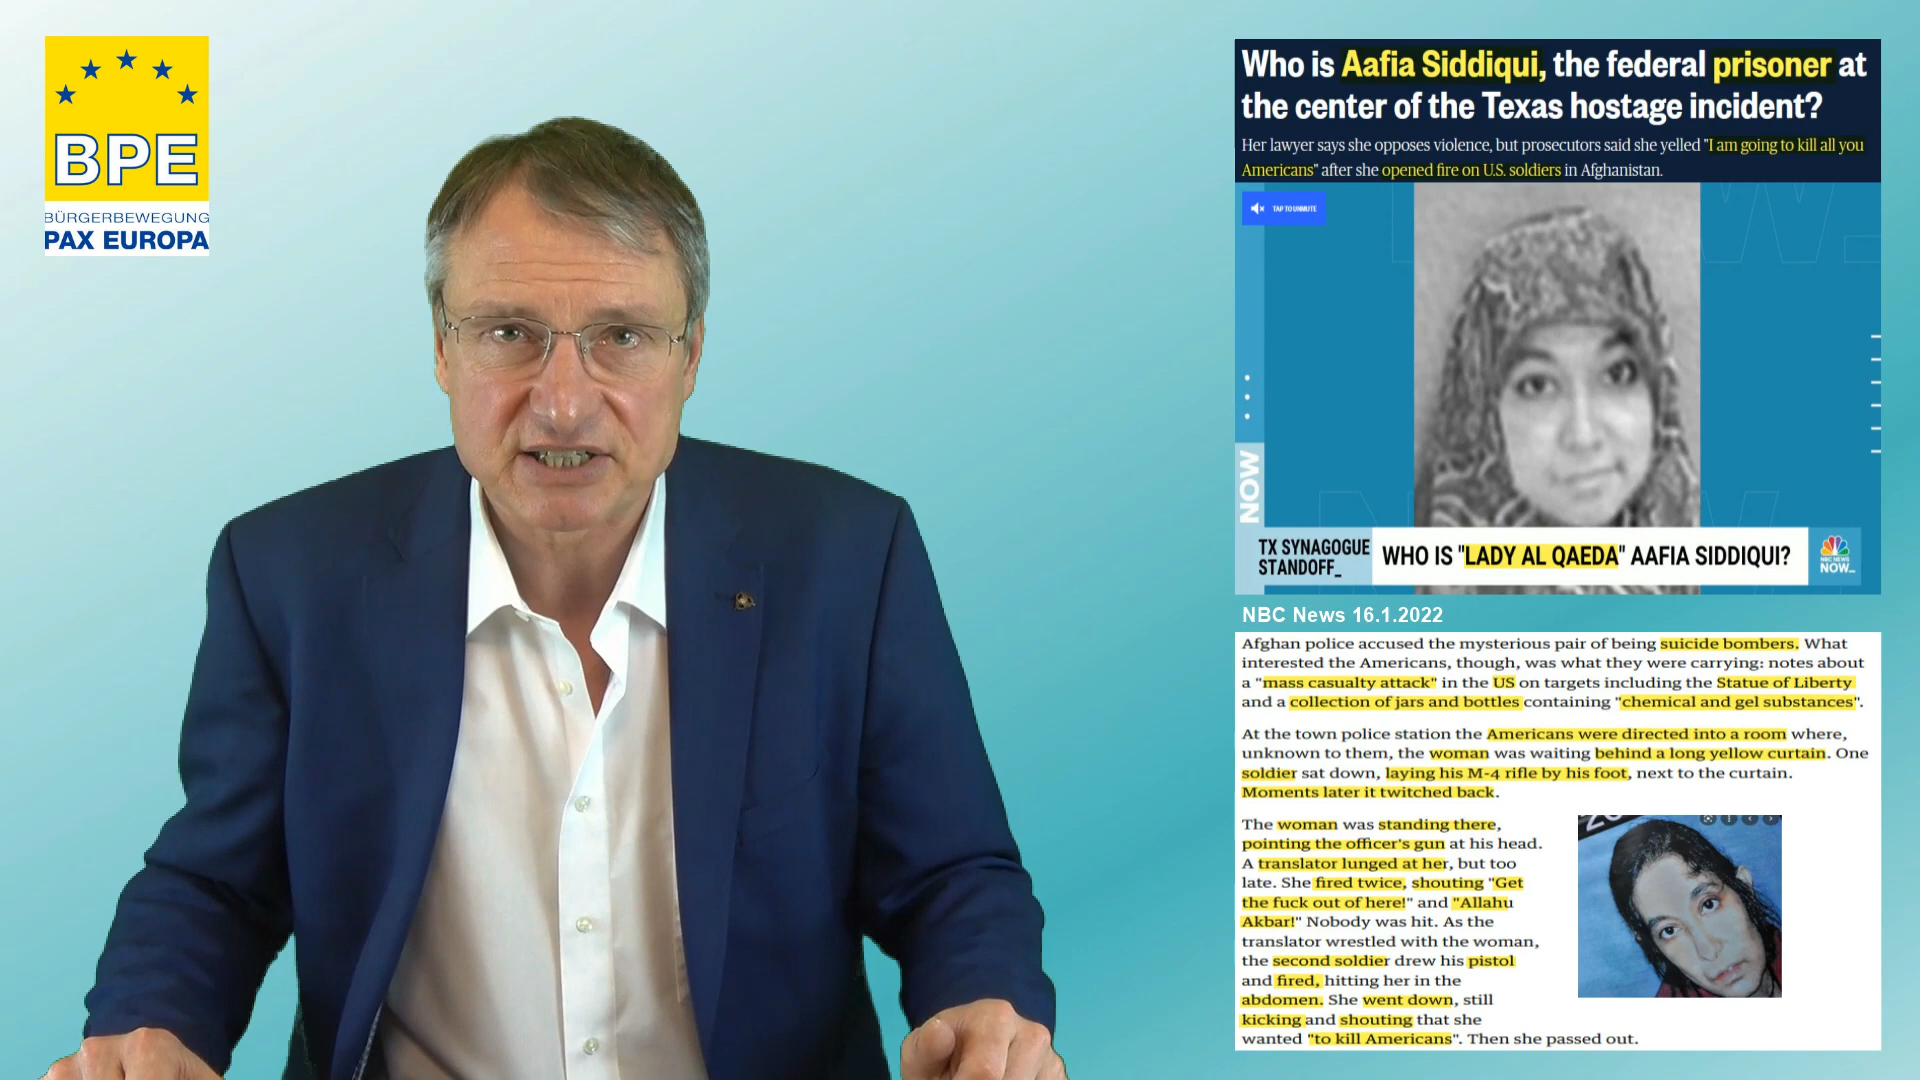 BPE
BÜRGERBEWEGUNG
PAX EUROPA
Who is Aafia Siddiqui, the federal prisoner at
the center of the Texas hostage incident?
Her lawyer says she opposes violence, but prosecutors said she yelled "I am going to kill all you
Americans" after she opened fire on U.S. soldiers in Afghanistan.
TAP TO UNMUTE
NOW
TX SYNAGOGUE
STANDOFF_
WHO IS "LADY AL QAEDA" AAFIA SIDDIQUI?
NBC NEWS
NOW_
NBC News 16.1.2022
Afghan police accused the mysterious pair of being suicide bombers. What
interested the Americans, though, was what they were carrying: notes about
a "mass casualty attack" in the US on targets including the Statue of Liberty
and a collection of jars and bottles containing "chemical and gel substances".
At the town police station the Americans were directed into a room where,
unknown to them, the woman was waiting behind a long yellow curtain. One
soldier sat down, laying his M-4 rifle by his foot, next to the curtain.
Moments later it twitched back.
The woman was standing there,
pointing the officer's gun at his head.
A translator lunged at her, but too
late. She fired twice, shouting "Get
the fuck out of here!" and "Allahu
Akbar!" Nobody was hit. As the
translator wrestled with the woman,
the second soldier drew his pistol
and fired, hitting her in the
abdomen. She went down, still
kicking and shouting that she
wanted "to kill Americans". Then she passed out.